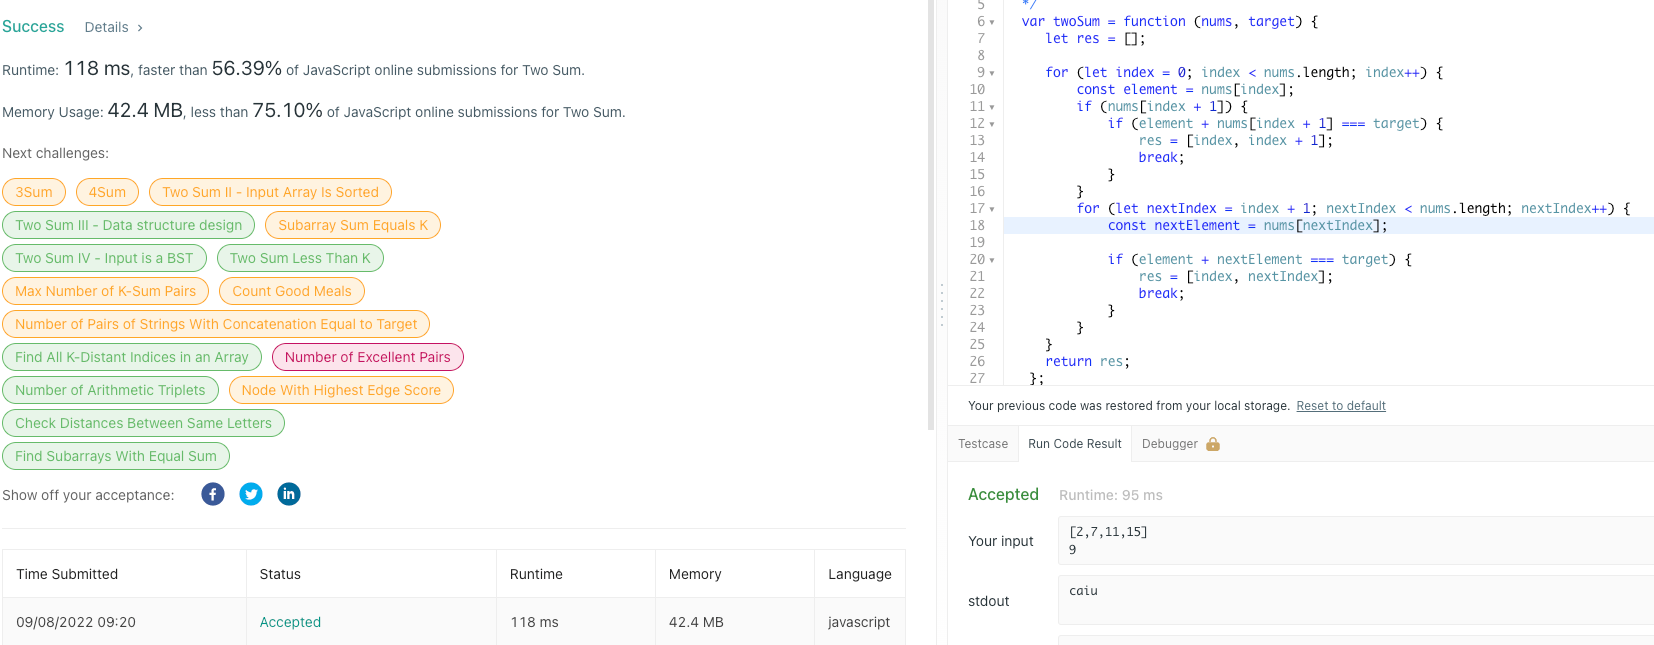 Success Details ›
Runtime: 118 ms, faster than 56.39% of JavaScript online submissions for Two Sum.
Memory Usage: 42.4 MB, less than 75.10% of JavaScript online submissions for Two Sum.
Next challenges:
3Sum 4Sum Two Sum II - Input Array Is Sorted
Two Sum III - Data structure design Subarray Sum Equals K
Two Sum IV - Input is a BST Two Sum Less Than K
Max Number of K-Sum Pairs Count Good Meals
Number of Pairs of Strings With Concatenation Equal to Target
Find All K-Distant Indices in an Array Number of Excellent Pairs
Number of Arithmetic Triplets Node With Highest Edge Score
Check Distances Between Same Letters
Find Subarrays With Equal Sum
Show off your acceptance:
Time Submitted Status Runtime Memory Language
09/08/2022 09:20 Accepted 118 ms 42.4 MB javascript
5 */
6 var twoSum = function (nums, target) {
7 let res = [];
8
9 for (let index = 0; index < nums.length; index++) {
10 const element = nums[index];
11 if (nums[index + 1]) {
12 if (element + nums[index + 1] === target) {
13 res = [index, index + 1];
14 break;
15 }
16 }
17 for (let nextIndex = index + 1; nextIndex < nums.length; nextIndex++) {
18 const nextElement = nums[nextIndex];
19
20 if (element + nextElement === target) {
21 res = [index, nextIndex];
22 break;
23 }
24 }
25 }
26 return res;
27 };
Your previous code was restored from your local storage. Reset to default
Testcase Run Code Result Debugger
Accepted Runtime: 95 ms
Your input
[2,7,11,15]
9
stdout
caiu